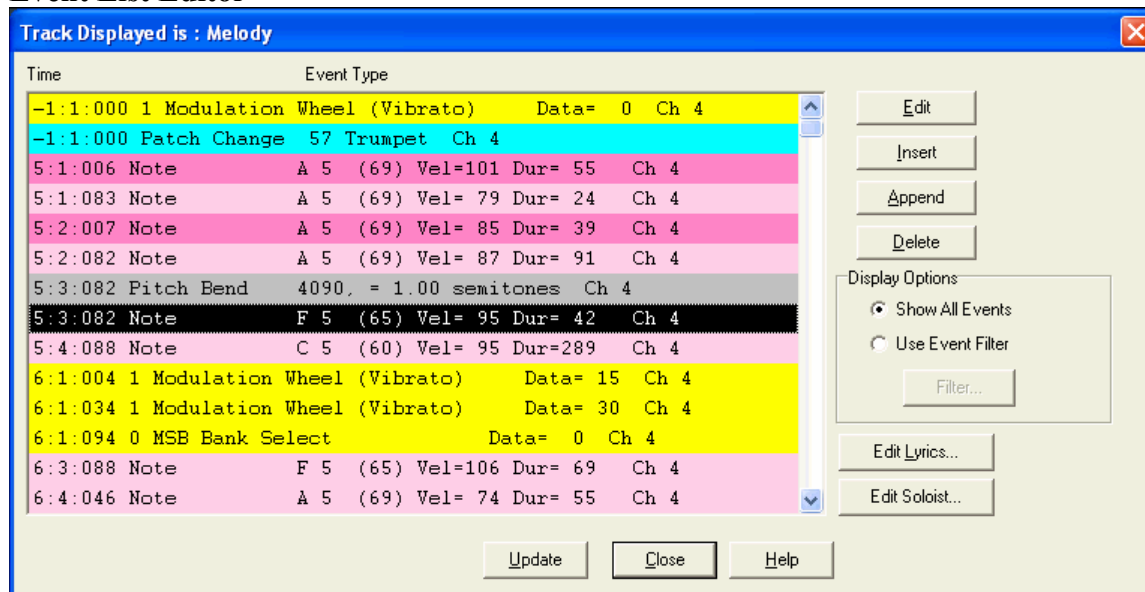 Event List Editor
Track Displayed is : Melody
Time Event Type
-1:1:000 1 Modulation Wheel (Vibrato) Data= 0 Ch 4
-1:1:000 Patch Change 57 Trumpet Ch 4
5:1:006 Note A 5 (69) Vel=101 Dur= 55 Ch 4
5:1:083 Note A 5 (69) Vel= 79 Dur= 24 Ch 4
5:2:007 Note A 5 (69) Vel= 85 Dur= 39 Ch 4
5:2:082 Note A 5 (69) Vel= 87 Dur= 91 Ch 4
5:3:082 Pitch Bend 4090, = 1.00 semitones Ch 4
5:3:082 Note F 5 (65) Vel= 95 Dur= 42 Ch 4
5:4:088 Note C 5 (60) Vel= 95 Dur=289 Ch 4
6:1:004 1 Modulation Wheel (Vibrato) Data= 15 Ch 4
6:1:034 1 Modulation Wheel (Vibrato) Data= 30 Ch 4
6:1:094 0 MSB Bank Select Data= 0 Ch 4
6:3:088 Note F 5 (65) Vel=106 Dur= 69 Ch 4
6:4:046 Note A 5 (69) Vel= 74 Dur= 55 Ch 4
Edit
Insert
Append
Delete
Display Options
Show All Events
Use Event Filter
Filter...
Edit Lyrics...
Edit Soloist...
Update Close Help